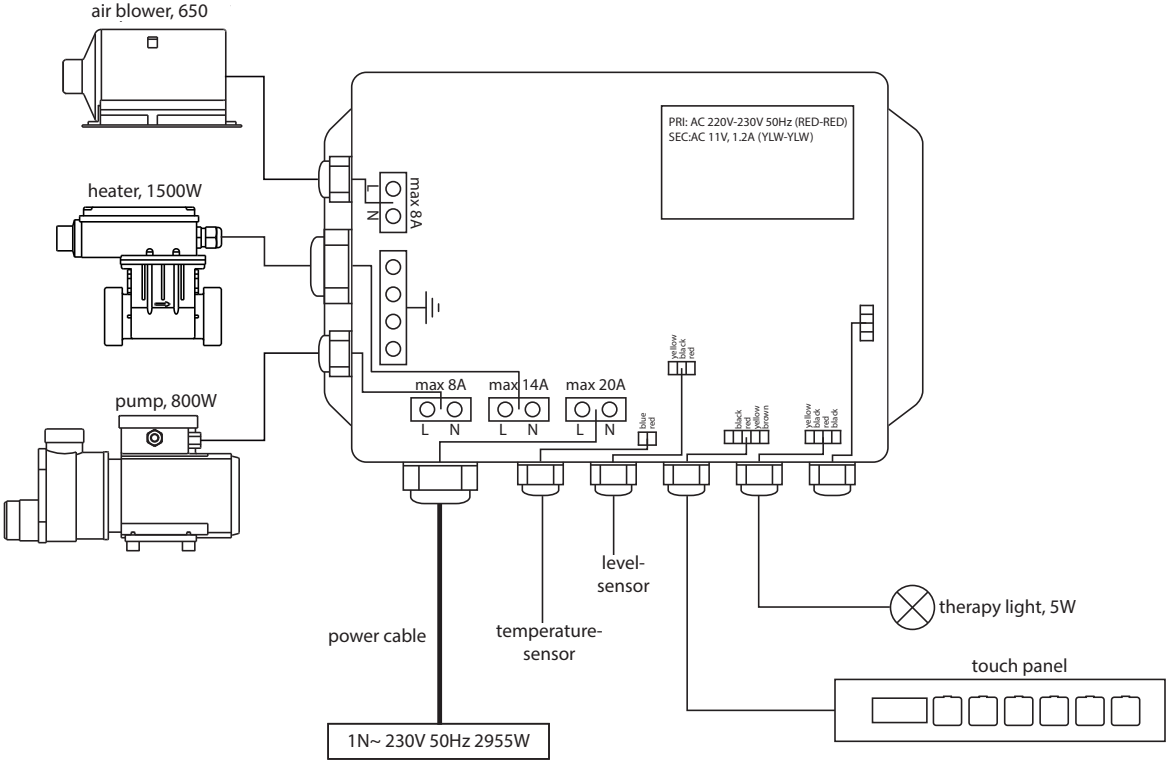 air blower, 650
heater, 1500W
pump, 800W
PRI: AC 220V-230V 50Hz (RED-RED)
SEC:AC 11V, 1.2A (YLW-YLW)
L
N
max 8A
max 8A
L N
max 14A
L N
max 20A
L N
blue
red
yellow
black
red
black
red
yellow
brown
yellow
black
red
black
level-
sensor
temperature-
sensor
power cable
1N~ 230V 50Hz 2955W
therapy light, 5W
touch panel